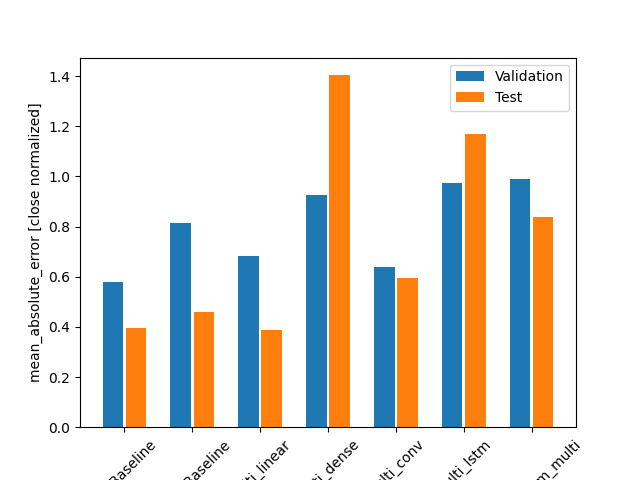 mean_absolute_error [close normalized]
1.4
1.2
1.0
0.8
0.6
0.4
0.2
0.0
Validation
Test
Baseline
Baseline
ti_linear
ti_dense
ulti_conv
ulti_lstm
m_multi